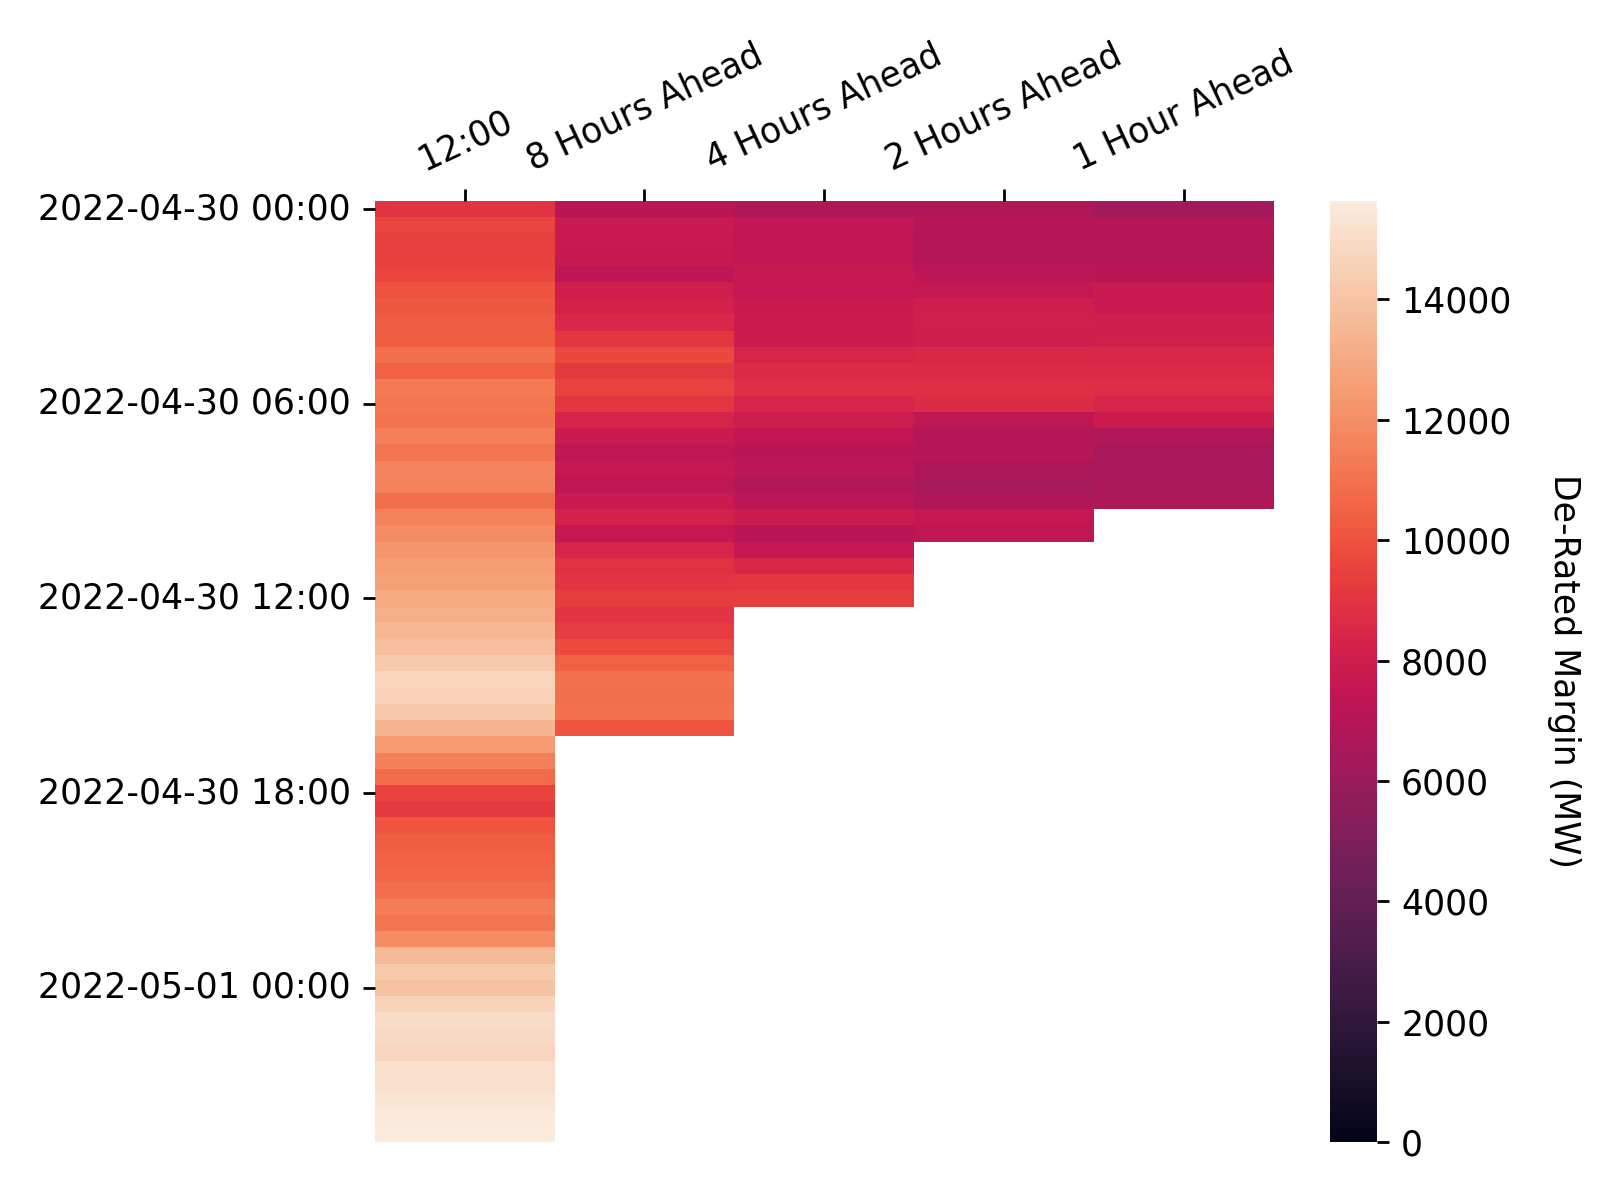 12:00
8 Hours Ahead
4 Hours Ahead
2 Hours Ahead
1 Hour Ahead
2022-04-30 00:00
2022-04-30 06:00
2022-04-30 12:00
2022-04-30 18:00
2022-05-01 00:00
14000
12000
10000
8000
6000
4000
2000
0
De-Rated Margin (MW)